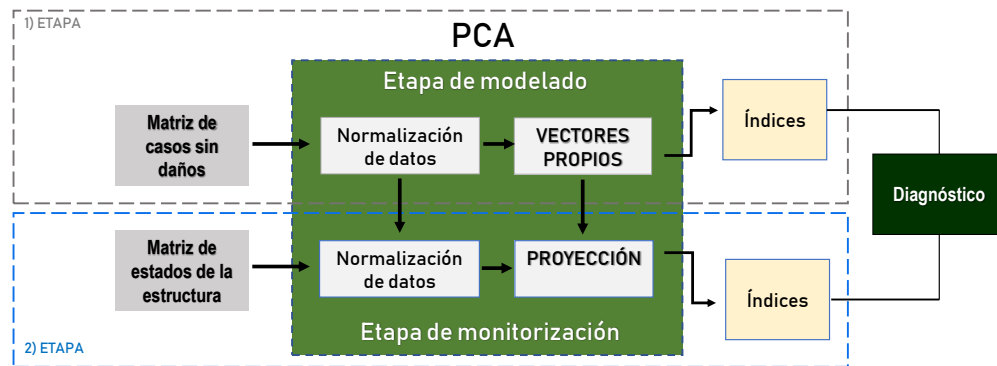 1) ETAPA
PCA
Etapa de modelado
Matriz de
casos sin
daños
Normalización
de datos
VECTORES
PROPIOS
Índices
Diagnóstico
Matriz de
estados de la
estructura
Normalización
de datos
PROYECCIÓN
Índices
Etapa de monitorización
2) ETAPA